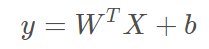 y = W^T X + b